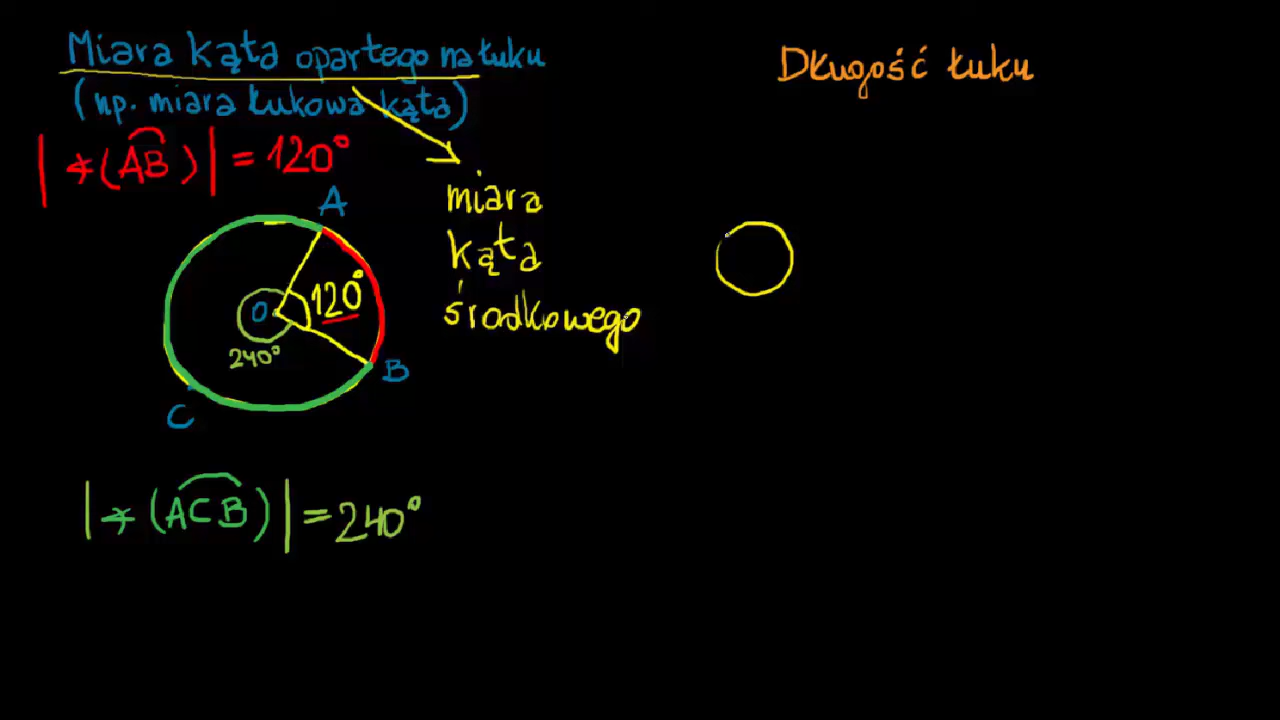 Miara kąta opartego na łuku
(np. miara łukowa kąta)
|∢(AB)| = 120°
A
120°
O
240°
B
C
|∢(ACB)| = 240°
miara
kąta
środkowego
Długość łuku